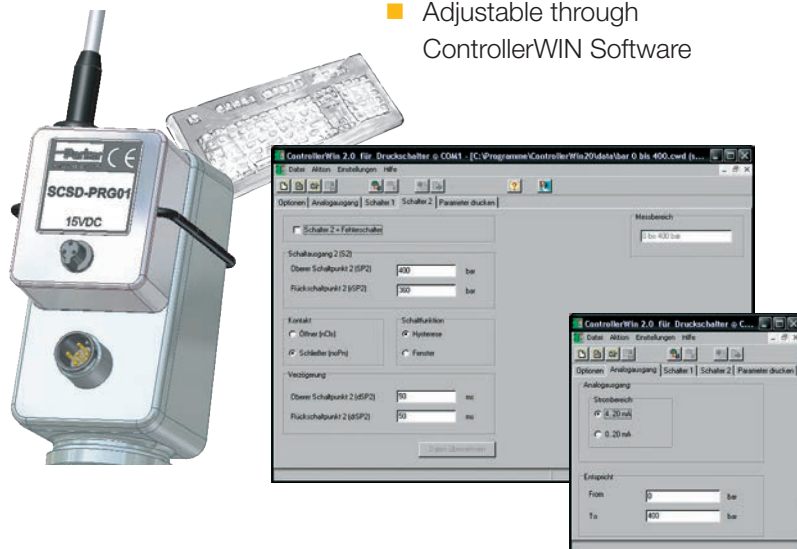 Adjustable through
ControllerWIN Software
Parker CE
SCSD-PRG01
15VDC
ControllerWin 2.0 für Druckschalter @ COM1 - [C:\Programme\ControllerWin20\data\bar 0 bis 400.cwd (s...
Datei Aktion Einstellungen Hilfe
Optionen Analogausgang Schalter 1 Schalter 2 Parameter drucken
Schalter 2 = Fehlerschalter
Messbereich
0 bis 400 bar
Schaltausgang 2 (S2)
Oberer Schaltpunkt 2 (SP2) 400 bar
Rückschaltpunkt 2 (rSP2) 360 bar
Kontakt
Öffner (nCls)
Schließer (noPn)
Schaltfunktion
Hysterese
Fenster
Verzögerung
Oberer Schaltpunkt 2 (dSP2) 50 ms
Rückschaltpunkt 2 (drSP2) 50 ms
Daten übernehmen
ControllerWin 2.0 für Druckschalter @ C...
Datei Aktion Einstellungen Hilfe
Optionen Analogausgang Schalter 1 Schalter 2 Parameter drucken
Analogausgang
Strombereich
4..20 mA
0..20 mA
Entspricht
From 0 bar
To 400 bar